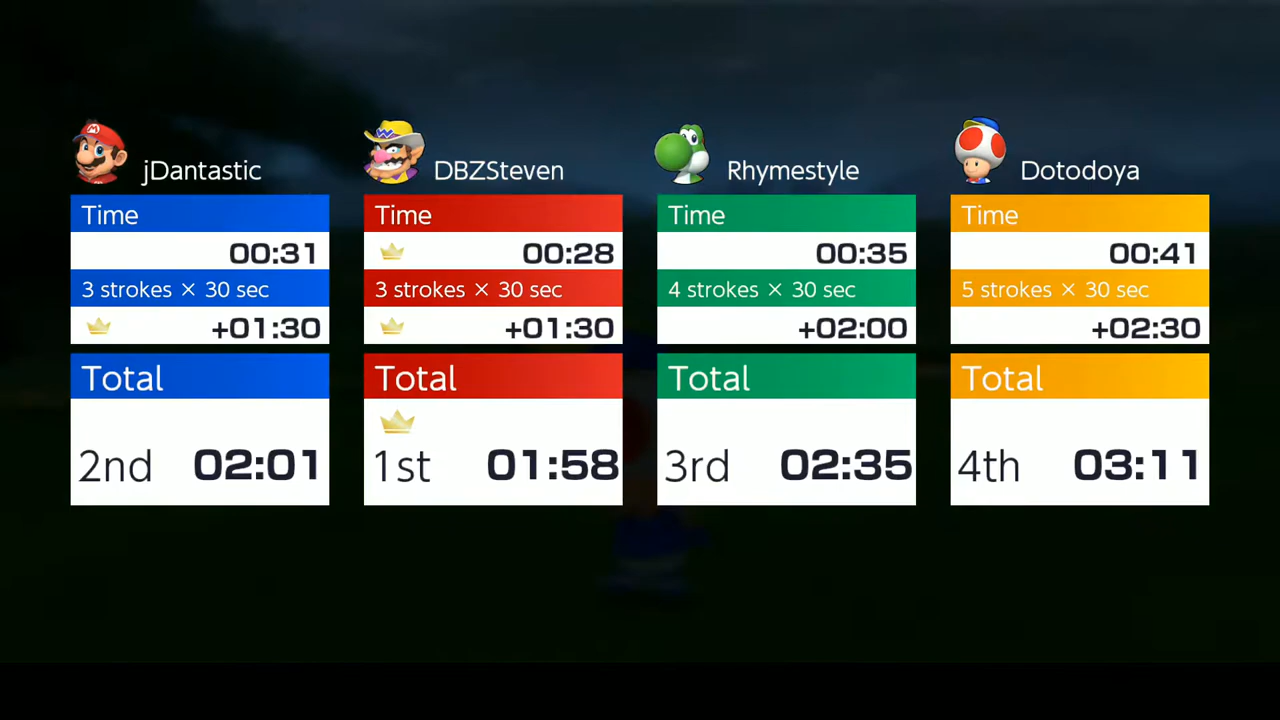 jDantastic
Time
00:31
3 strokes × 30 sec
+01:30
Total
2nd 02:01
DBZSteven
Time
00:28
3 strokes × 30 sec
+01:30
Total
1st 01:58
Rhymestyle
Time
00:35
4 strokes × 30 sec
+02:00
Total
3rd 02:35
Dotodoya
Time
00:41
5 strokes × 30 sec
+02:30
Total
4th 03:11